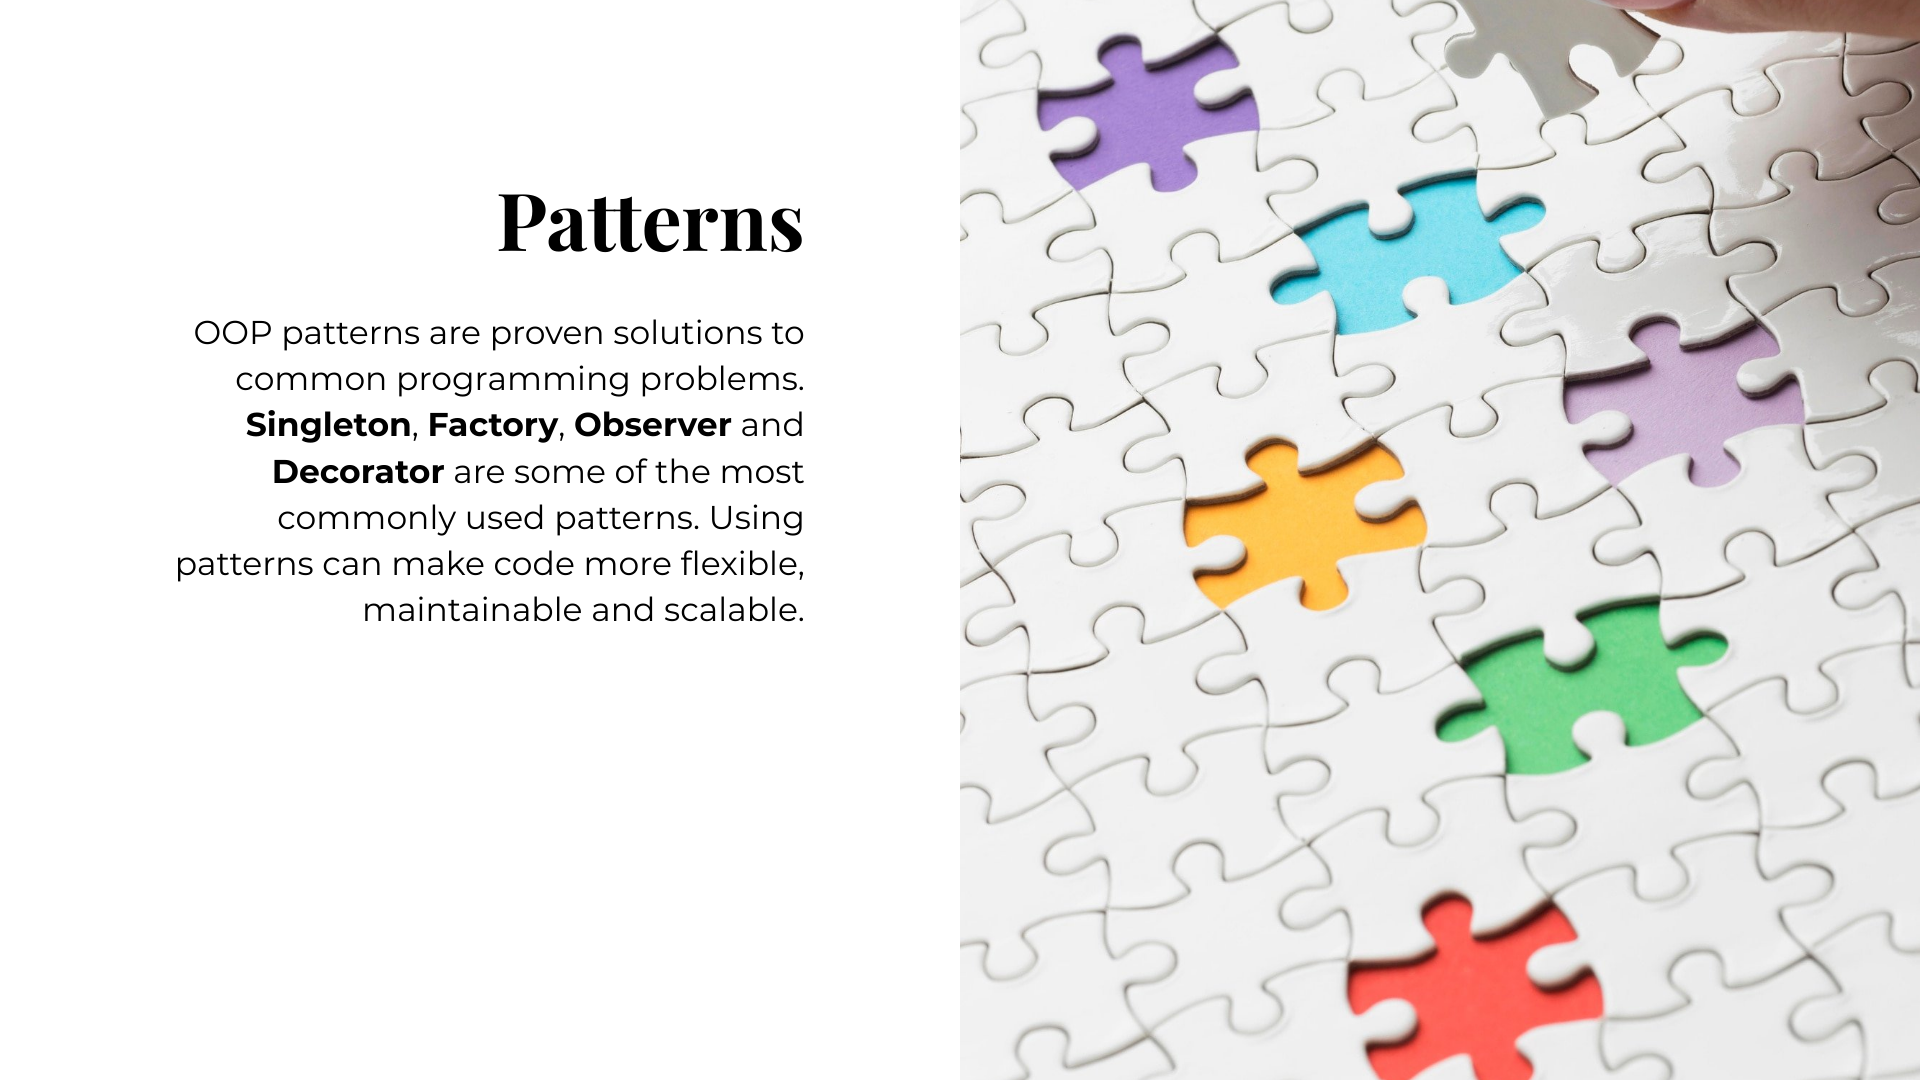 Patterns
OOP patterns are proven solutions to
common programming problems.
Singleton, Factory, Observer and
Decorator are some of the most
commonly used patterns. Using
patterns can make code more flexible,
maintainable and scalable.